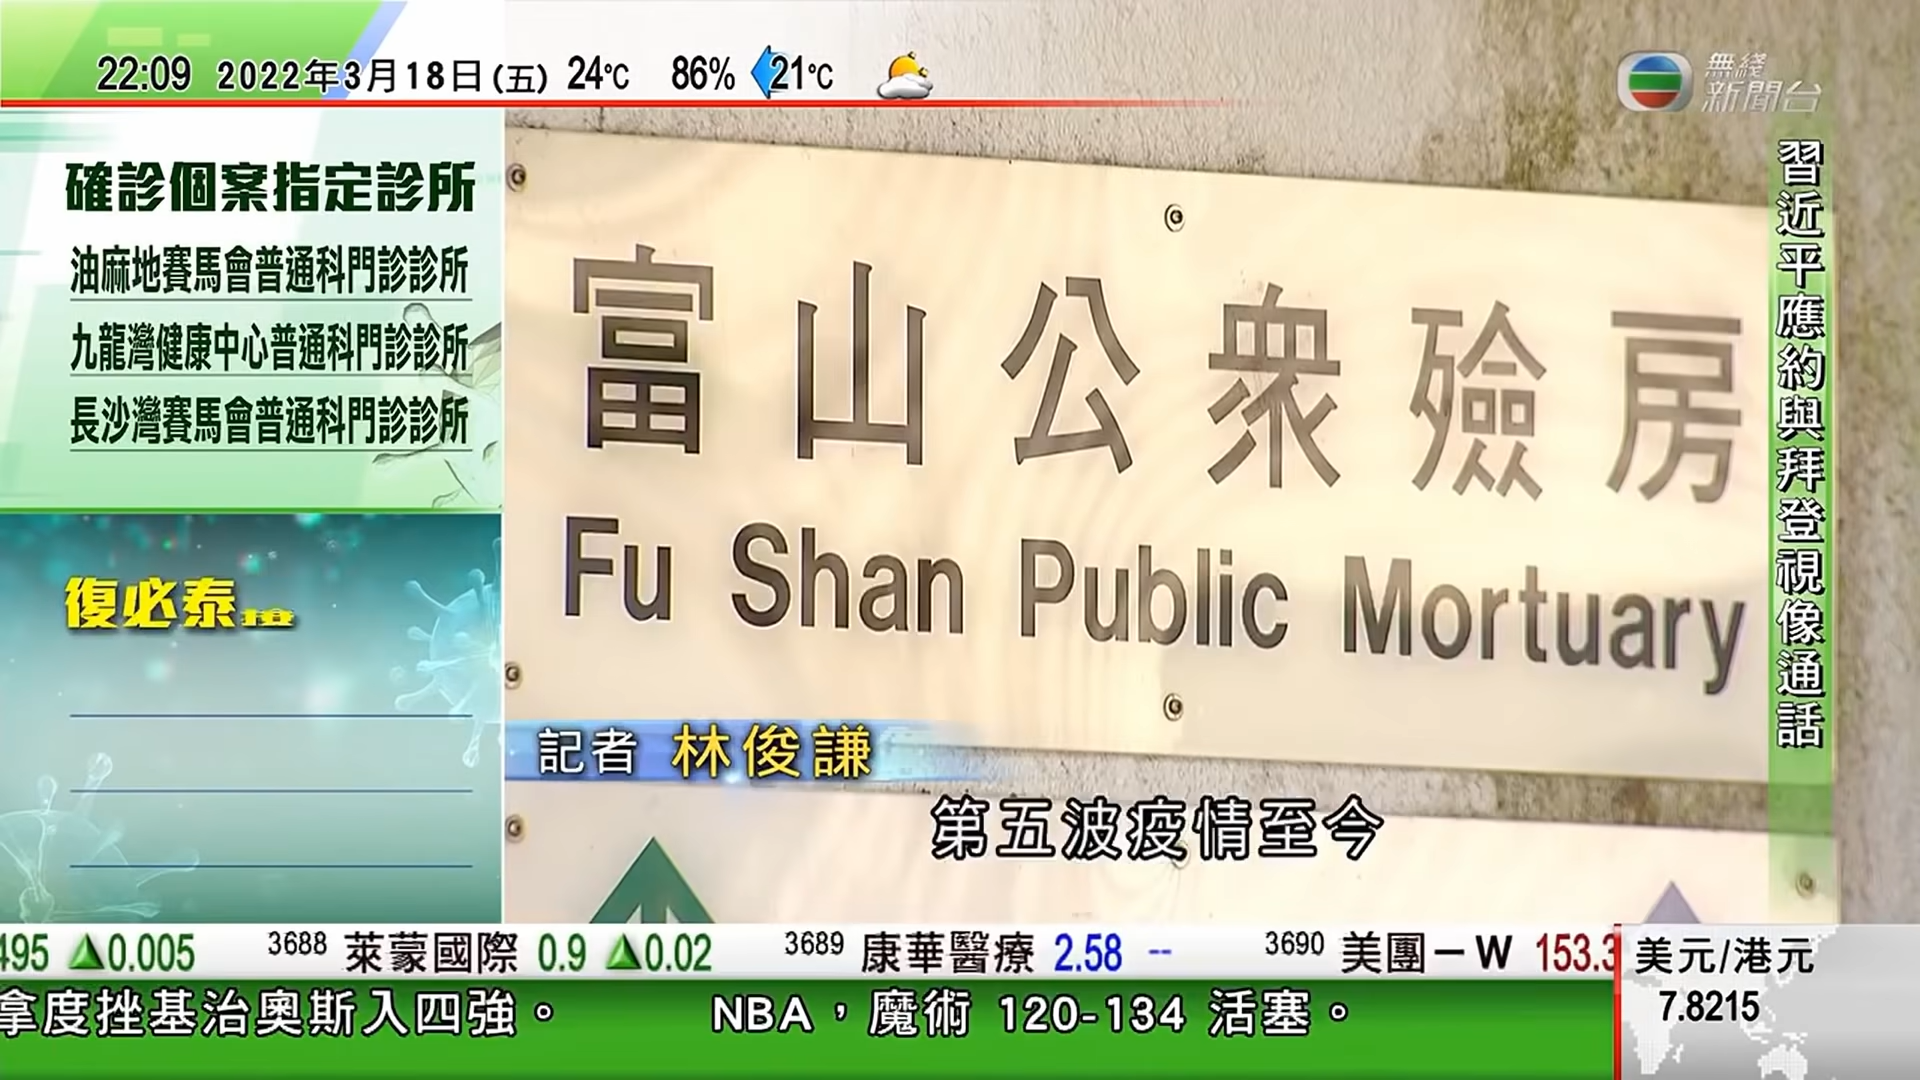 22:09 2022年3月18日(五) 24℃ 86% 21℃
無綫
新聞台
確診個案指定診所
油麻地賽馬會普通科門診診所
九龍灣健康中心普通科門診診所
長沙灣賽馬會普通科門診診所
復必泰
富山公眾殮房
Fu Shan Public Mortuary
習近平應約與拜登視像通話
記者 林俊謙
第五波疫情至今
495 ▲0.005 3688 萊蒙國際 0.9 ▲0.02 3689 康華醫療 2.58 -- 3690 美團－W 153.3
美元/港元
7.8215
拿度挫基治奧斯入四強。 NBA，魔術 120-134 活塞。